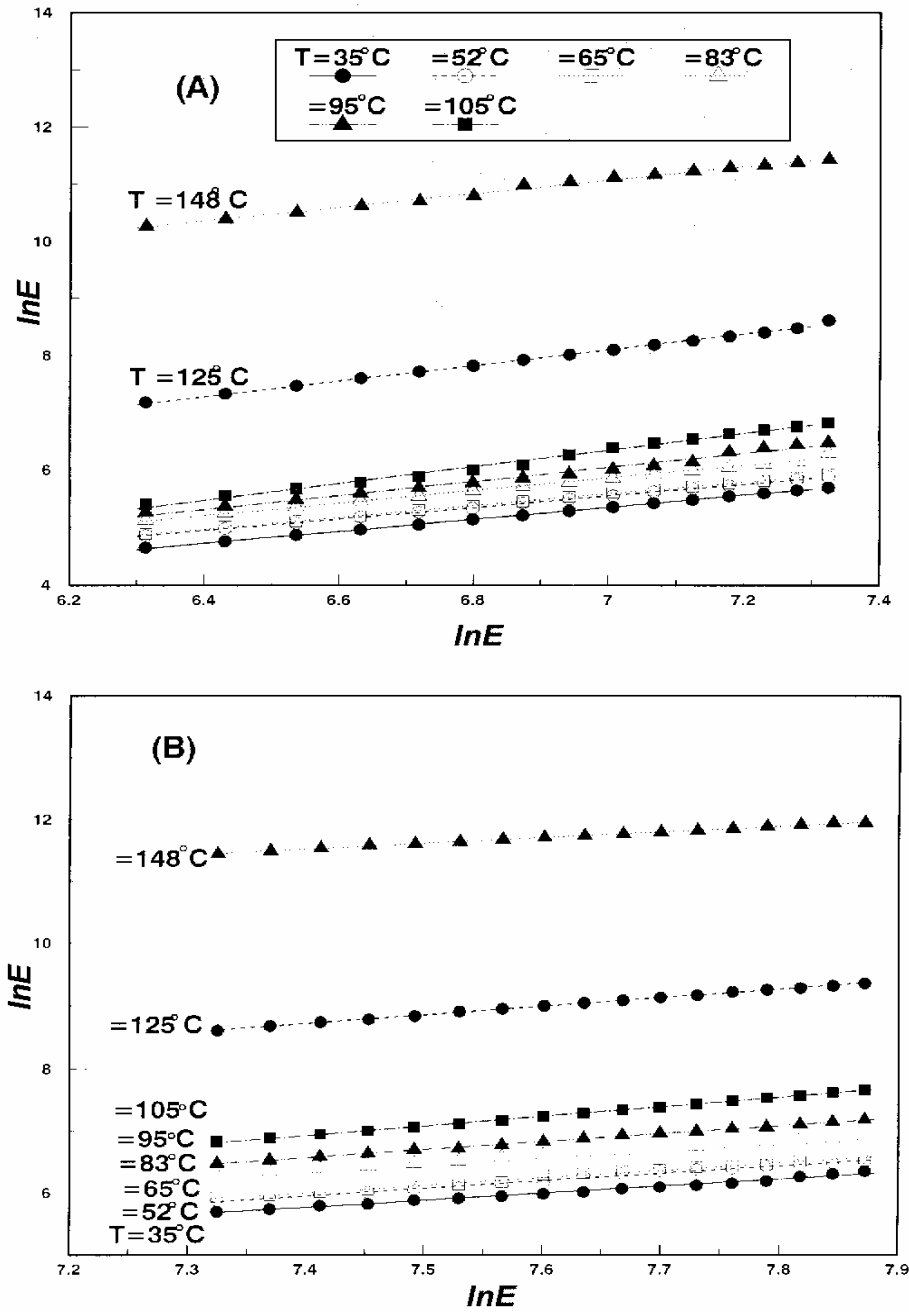 14
(A)
T=35°C =52°C =65°C =83°C
=95°C =105°C
12
T =148°C
10
lnE
8
T =125°C
6
4
6.2 6.4 6.6 6.8 7 7.2 7.4
lnE
14
(B)
12
=148°C
10
lnE
=125°C
8
=105°C
=95°C
=83°C
6
=65°C
=52°C
T=35°C
7.2 7.3 7.4 7.5 7.6 7.7 7.8 7.9
lnE